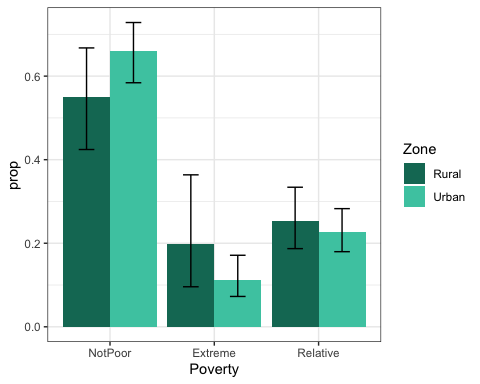 prop
0.6
0.4
0.2
0.0
NotPoor
Extreme
Relative
Poverty
Zone
Rural
Urban